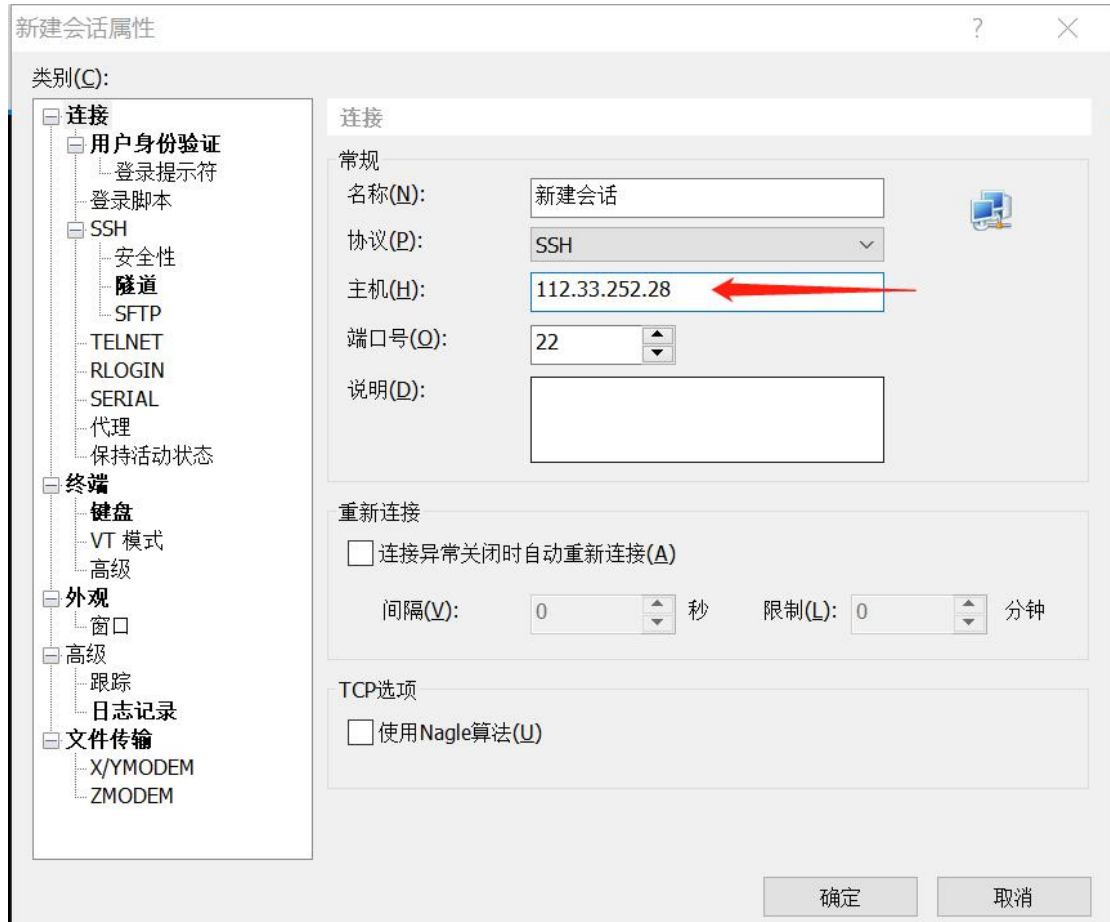 新建会话属性
类别(C):
连接
用户身份验证
登录提示符
登录脚本
SSH
安全性
隧道
SFTP
TELNET
RLOGIN
SERIAL
代理
保持活动状态
终端
键盘
VT 模式
高级
外观
窗口
高级
跟踪
日志记录
文件传输
X/YMODEM
ZMODEM
连接
常规
名称(N): 新建会话
协议(P): SSH
主机(H): 112.33.252.28
端口号(O): 22
说明(D):
重新连接
连接异常关闭时自动重新连接(A)
间隔(V): 0 秒 限制(L): 0 分钟
TCP选项
使用Nagle算法(U)
确定 取消